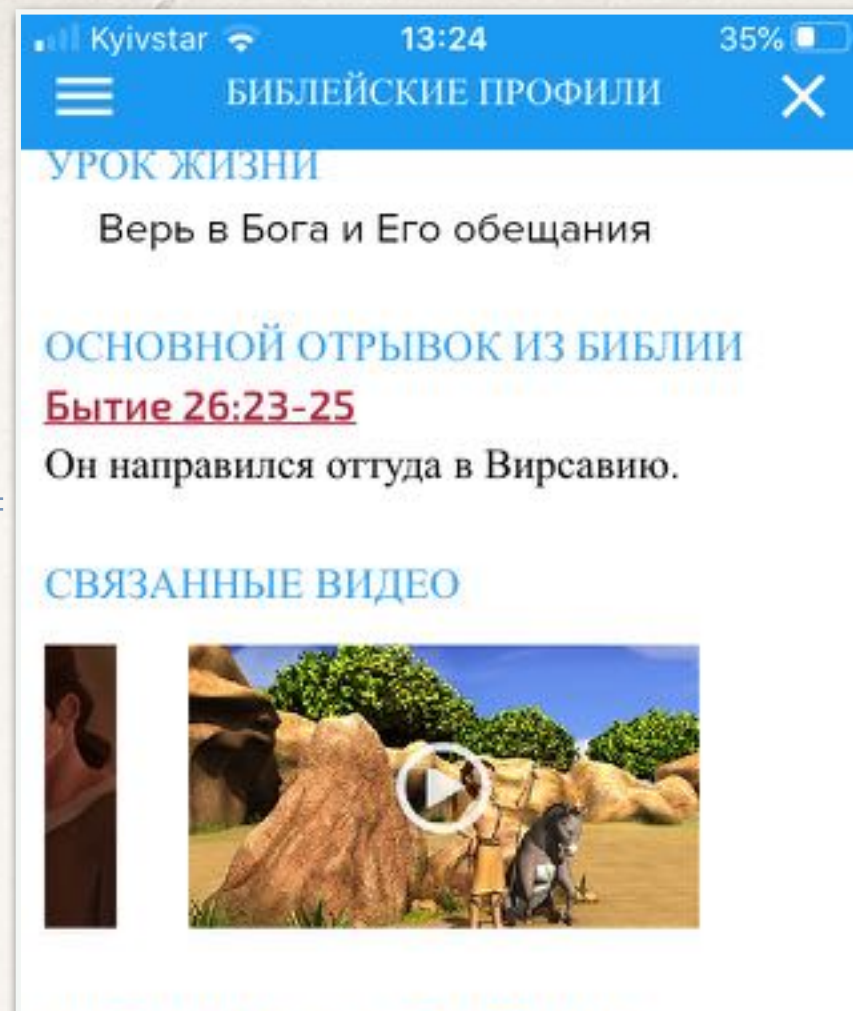 Kyivstar 13:24 35%
БИБЛЕЙСКИЕ ПРОФИЛИ
УРОК ЖИЗНИ
Верь в Бога и Его обещания
ОСНОВНОЙ ОТРЫВОК ИЗ БИБЛИИ
Бытие 26:23-25
Он направился оттуда в Вирсавию.
СВЯЗАННЫЕ ВИДЕО